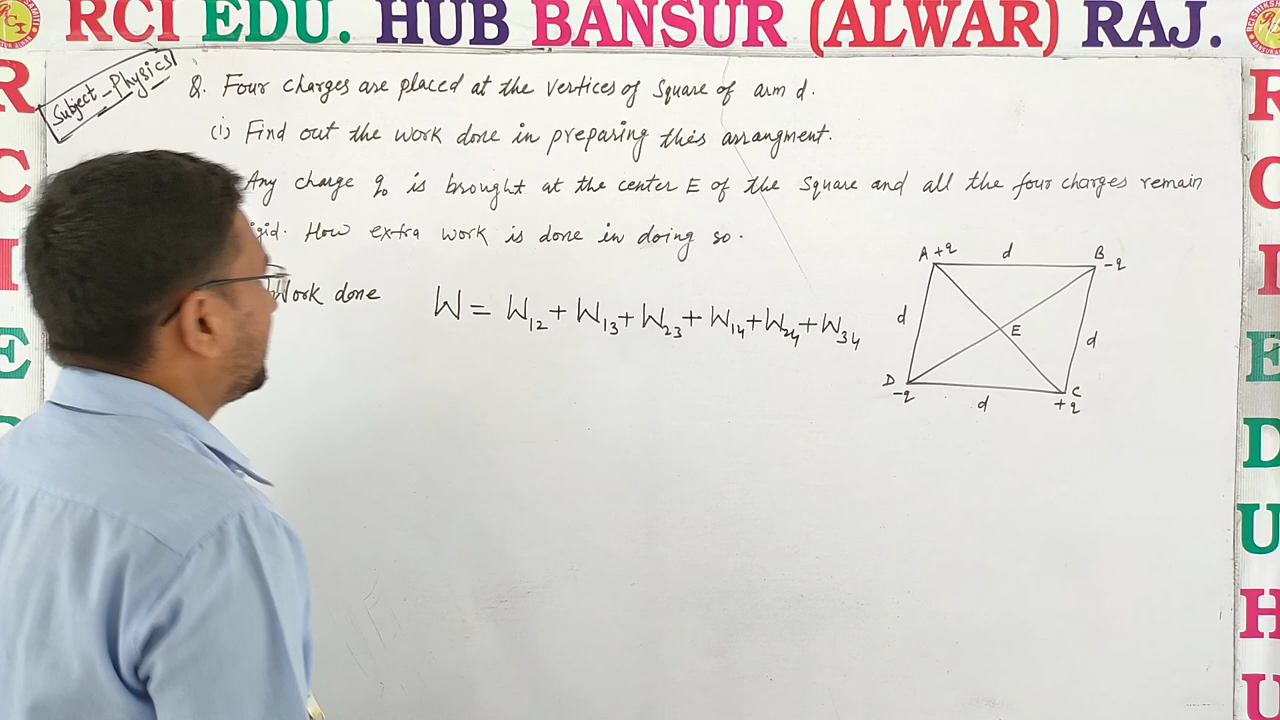 RCI EDU. HUB BANSUR (ALWAR) RAJ.
Subject-Physics
Q. Four charges are placed at the vertices of Square of arm d.
(i) Find out the work done in preparing this arrangment.
Any charge q₀ is brought at the center E of the Square and all the four charges remain
igid. How extra work is done in doing so.
Work done W = W₁₂ + W₁₃ + W₂₃ + W₁₄ + W₂₄ + W₃₄
A +q d B -q
d E d
D -q d C +q
R
C
I
E
R
C
I
E
D
U
H
U